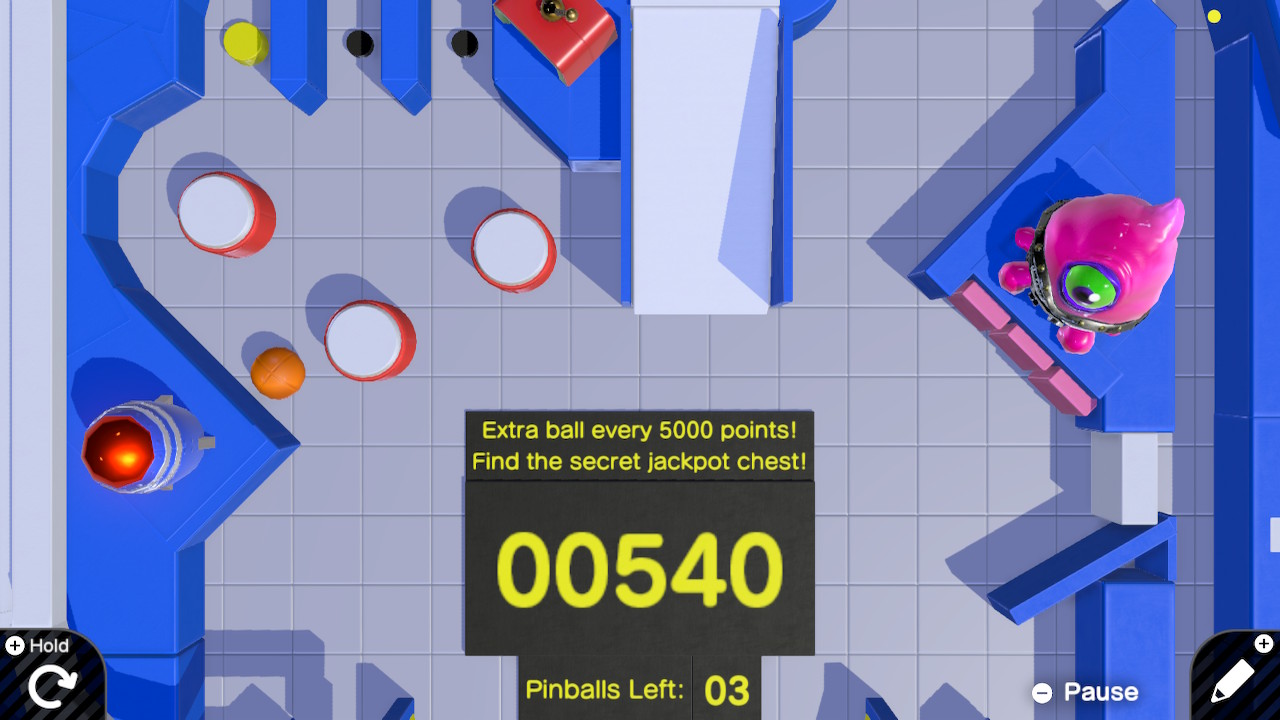 Extra ball every 5000 points!
Find the secret jackpot chest!
00540
Hold
Pinballs Left: 03
Pause